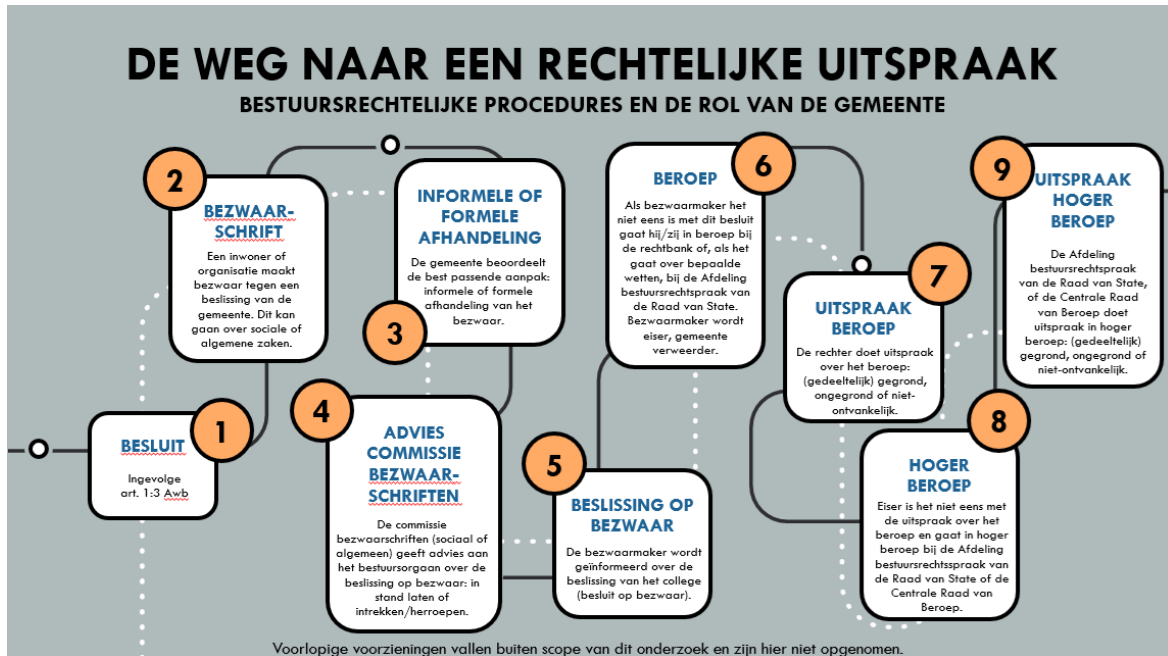 DE WEG NAAR EEN RECHTELIJKE UITSPRAAK
BESTUURSRECHTELIJKE PROCEDURES EN DE ROL VAN DE GEMEENTE
1
BESLUIT
Ingevolge
art. 1:3 Awb
2
BEZWAAR-
SCHRIFT
Een inwoner of
organisatie maakt
bezwaar tegen een
beslissing van de
gemeente. Dit kan
gaan over sociale of
algemene zaken.
3
INFORMELE OF
FORMELE
AFHANDELING
De gemeente beoordeelt
de best passende aanpak:
informele of formele
afhandeling van het
bezwaar.
4
ADVIES
COMMISSIE
BEZWAAR-
SCHRIFTEN
De commissie
bezwaarschriften (sociaal of
algemeen) geeft advies aan
het bestuursorgaan over de
beslissing op bezwaar: in
stand laten of
intrekken/herroepen.
5
BESLISSING OP
BEZWAAR
De bezwaarmaker wordt
geïnformeerd over de
beslissing van het college
(besluit op bezwaar).
6
BEROEP
Als bezwaarmaker het
niet eens is met dit besluit
gaat hij/zij in beroep bij
de rechtbank of, als het
gaat over bepaalde
wetten, bij de Afdeling
bestuursrechtspraak van
de Raad van State.
Bezwaarmaker wordt
eiser, gemeente
verweerder.
7
UITSPRAAK
BEROEP
De rechter doet uitspraak
over het beroep:
(gedeeltelijk) gegrond,
ongegrond of niet-
ontvankelijk.
8
HOGER
BEROEP
Eiser is het niet eens met
de uitspraak over het
beroep en gaat in hoger
beroep bij de Afdeling
bestuursrechtsspraak van
de Raad van State of de
Centrale Raad van
Beroep.
9
UITSPRAAK
HOGER
BEROEP
De Afdeling
bestuursrechtspraak
van de Raad van State,
of de Centrale Raad
van Beroep doet
uitspraak in hoger
beroep: (gedeeltelijk)
gegrond, ongegrond of
niet-ontvankelijk.
Voorlopige voorzieningen vallen buiten scope van dit onderzoek en zijn hier niet opgenomen.